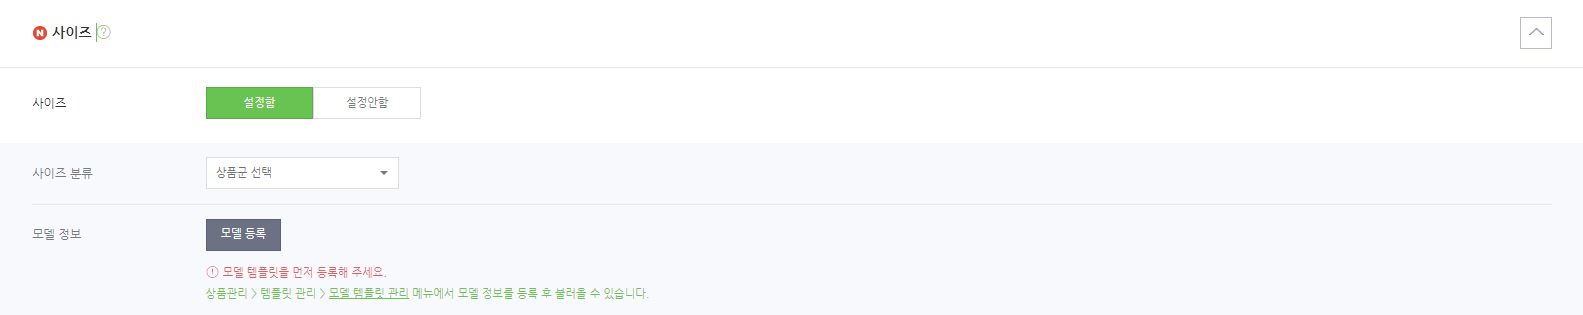 N 사이즈 ?
사이즈 설정함 설정안함
사이즈 분류 상품군 선택
모델 정보 모델 등록
! 모델 템플릿을 먼저 등록해 주세요.
상품관리 > 템플릿 관리 > 모델 템플릿 관리 메뉴에서 모델 정보를 등록 후 불러올 수 있습니다.